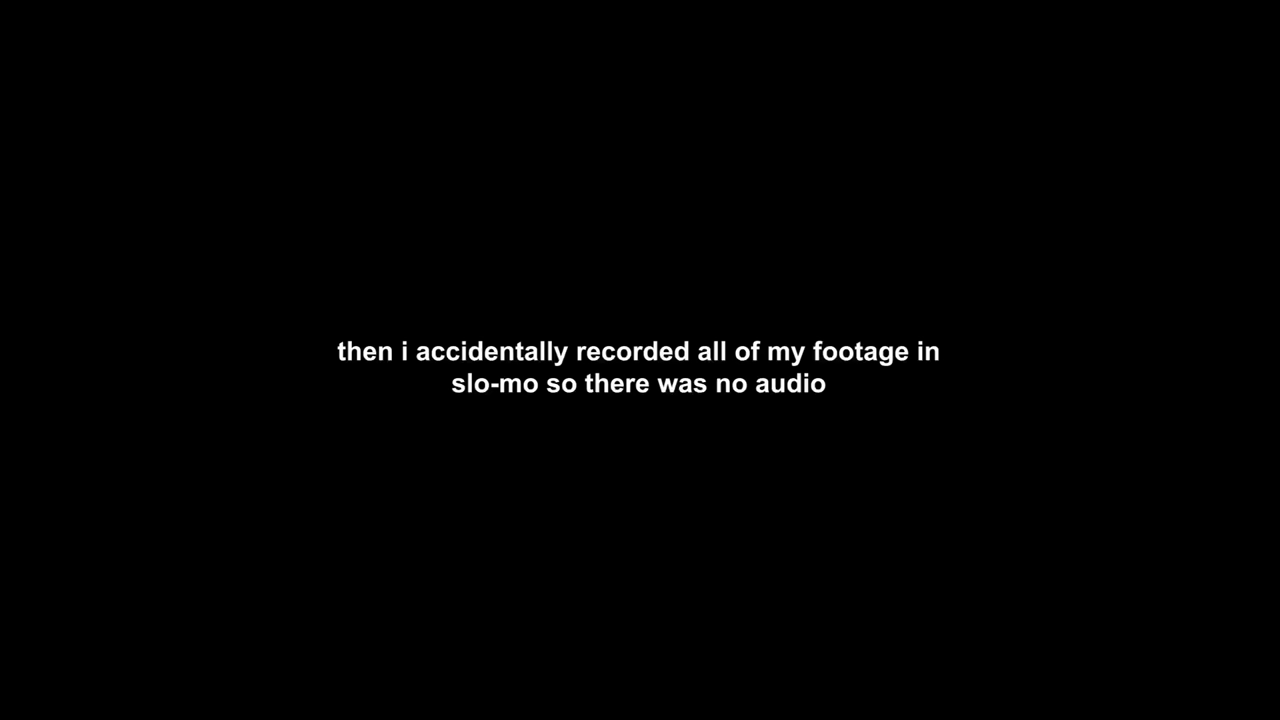 then i accidentally recorded all of my footage in
slo-mo so there was no audio